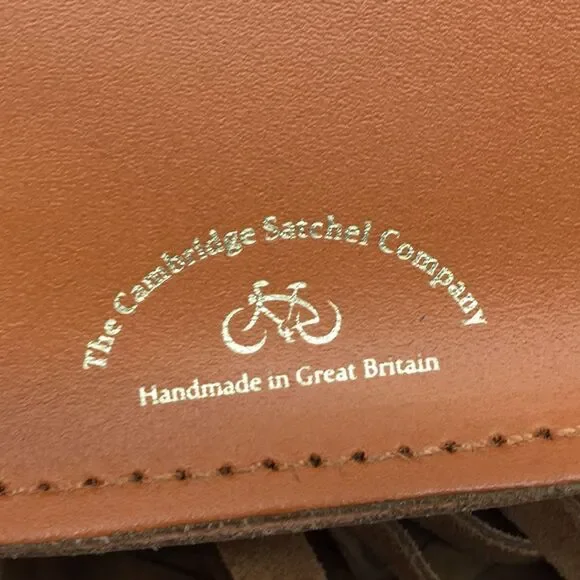 The Cambridge Satchel Company
Handmade in Great Britain